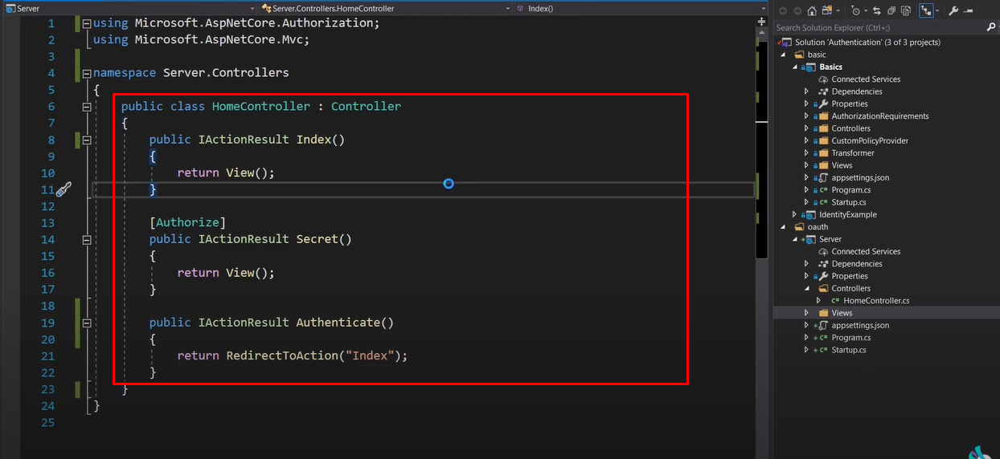 Server
Server.Controllers.HomeController
Index()
1 using Microsoft.AspNetCore.Authorization;
2 using Microsoft.AspNetCore.Mvc;
3
4 namespace Server.Controllers
5 {
6 public class HomeController : Controller
7 {
8 public IActionResult Index()
9 {
10 return View();
11 }
12
13 [Authorize]
14 public IActionResult Secret()
15 {
16 return View();
17 }
18
19 public IActionResult Authenticate()
20 {
21 return RedirectToAction("Index");
22 }
23 }
24 }
25
Search Solution Explorer (Ctrl+;)
Solution 'Authentication' (3 of 3 projects)
basic
Basics
Connected Services
Dependencies
Properties
AuthorizationRequirements
Controllers
CustomPolicyProvider
Transformer
Views
appsettings.json
C# Program.cs
C# Startup.cs
IdentityExample
oauth
Server
Connected Services
Dependencies
Properties
Controllers
C# HomeController.cs
Views
appsettings.json
C# Program.cs
C# Startup.cs